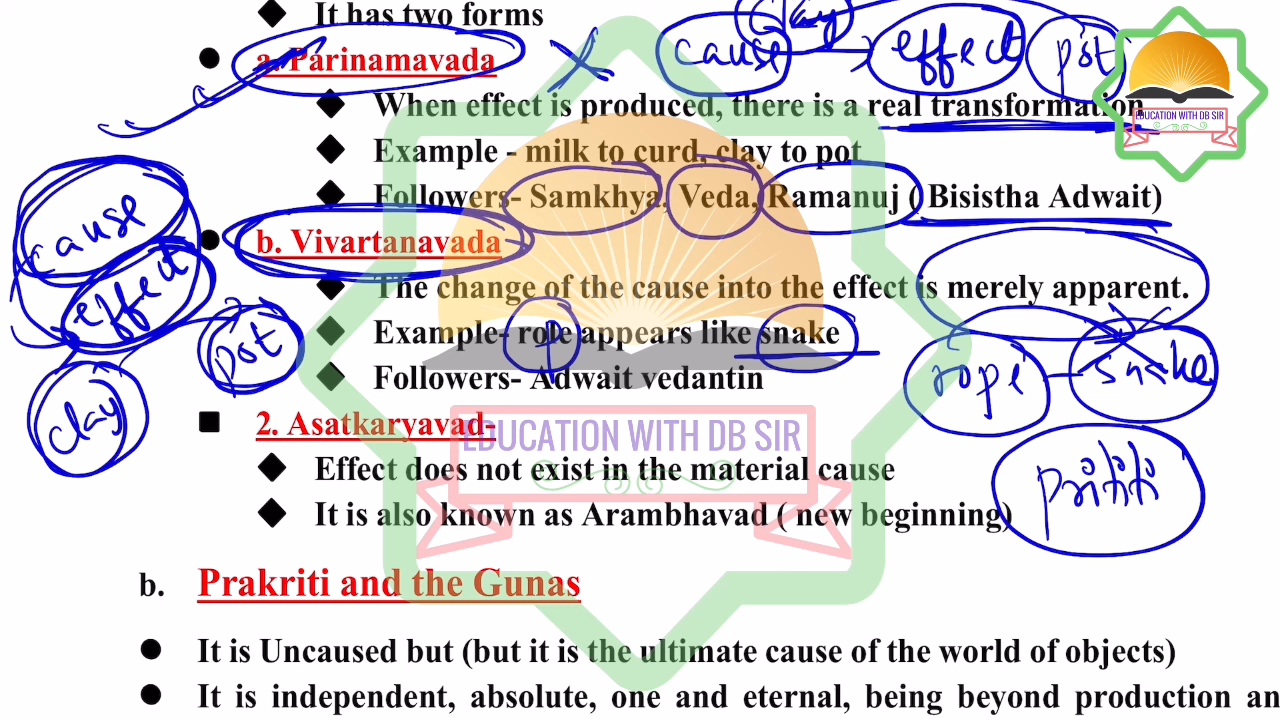 It has two forms
a. Parinamavada
cause
clay
effect
pot
When effect is produced, there is a real transformation
Example - milk to curd, clay to pot
Followers- Samkhya, Veda, Ramanuj ( Bisistha Adwait)
cause
effect
clay
pot
b. Vivartanavada
The change of the cause into the effect is merely apparent.
Example- rope appears like snake
rope
snake
Followers- Adwait vedantin
2. Asatkaryavad-
Effect does not exist in the material cause
It is also known as Arambhavad ( new beginning)
b. Prakriti and the Gunas
It is Uncaused but (but it is the ultimate cause of the world of objects)
It is independent, absolute, one and eternal, being beyond production an
EDUCATION WITH DB SIR
EDUCATION WITH DB SIR